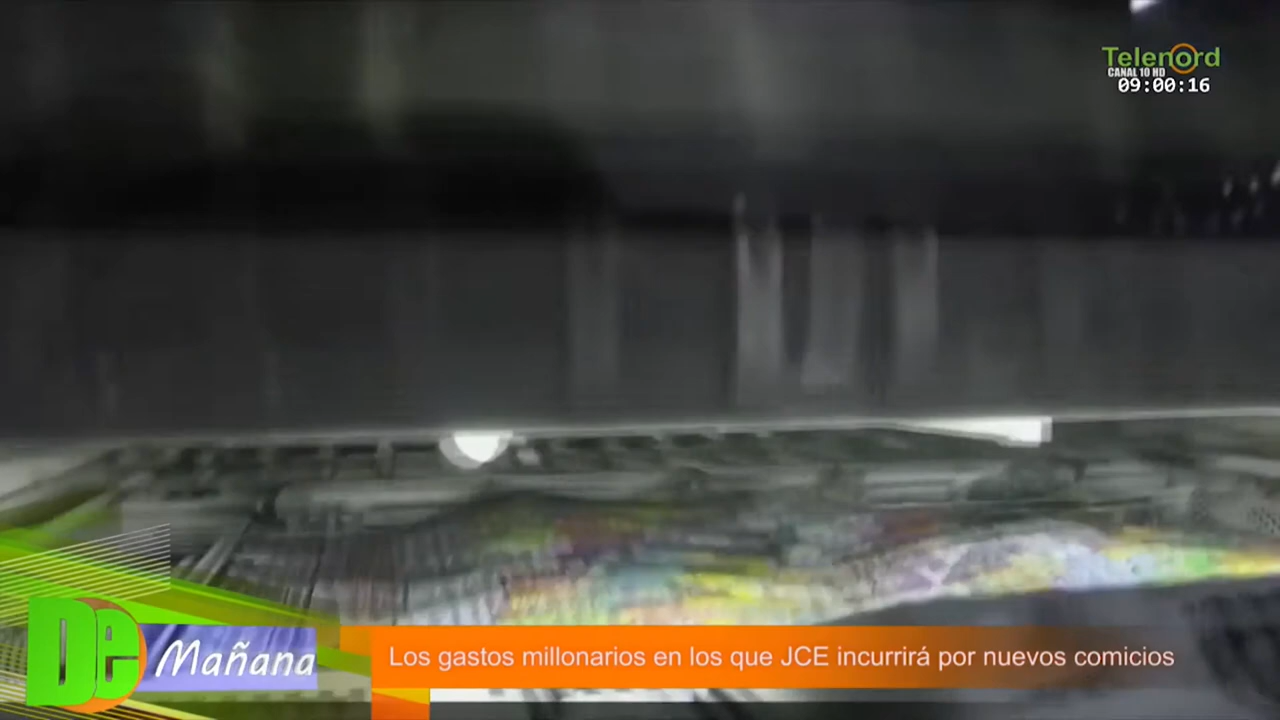 Telenord
CANAL 10 HD
09:00:16
De
Mañana
Los gastos millonarios en los que JCE incurrirá por nuevos comicios